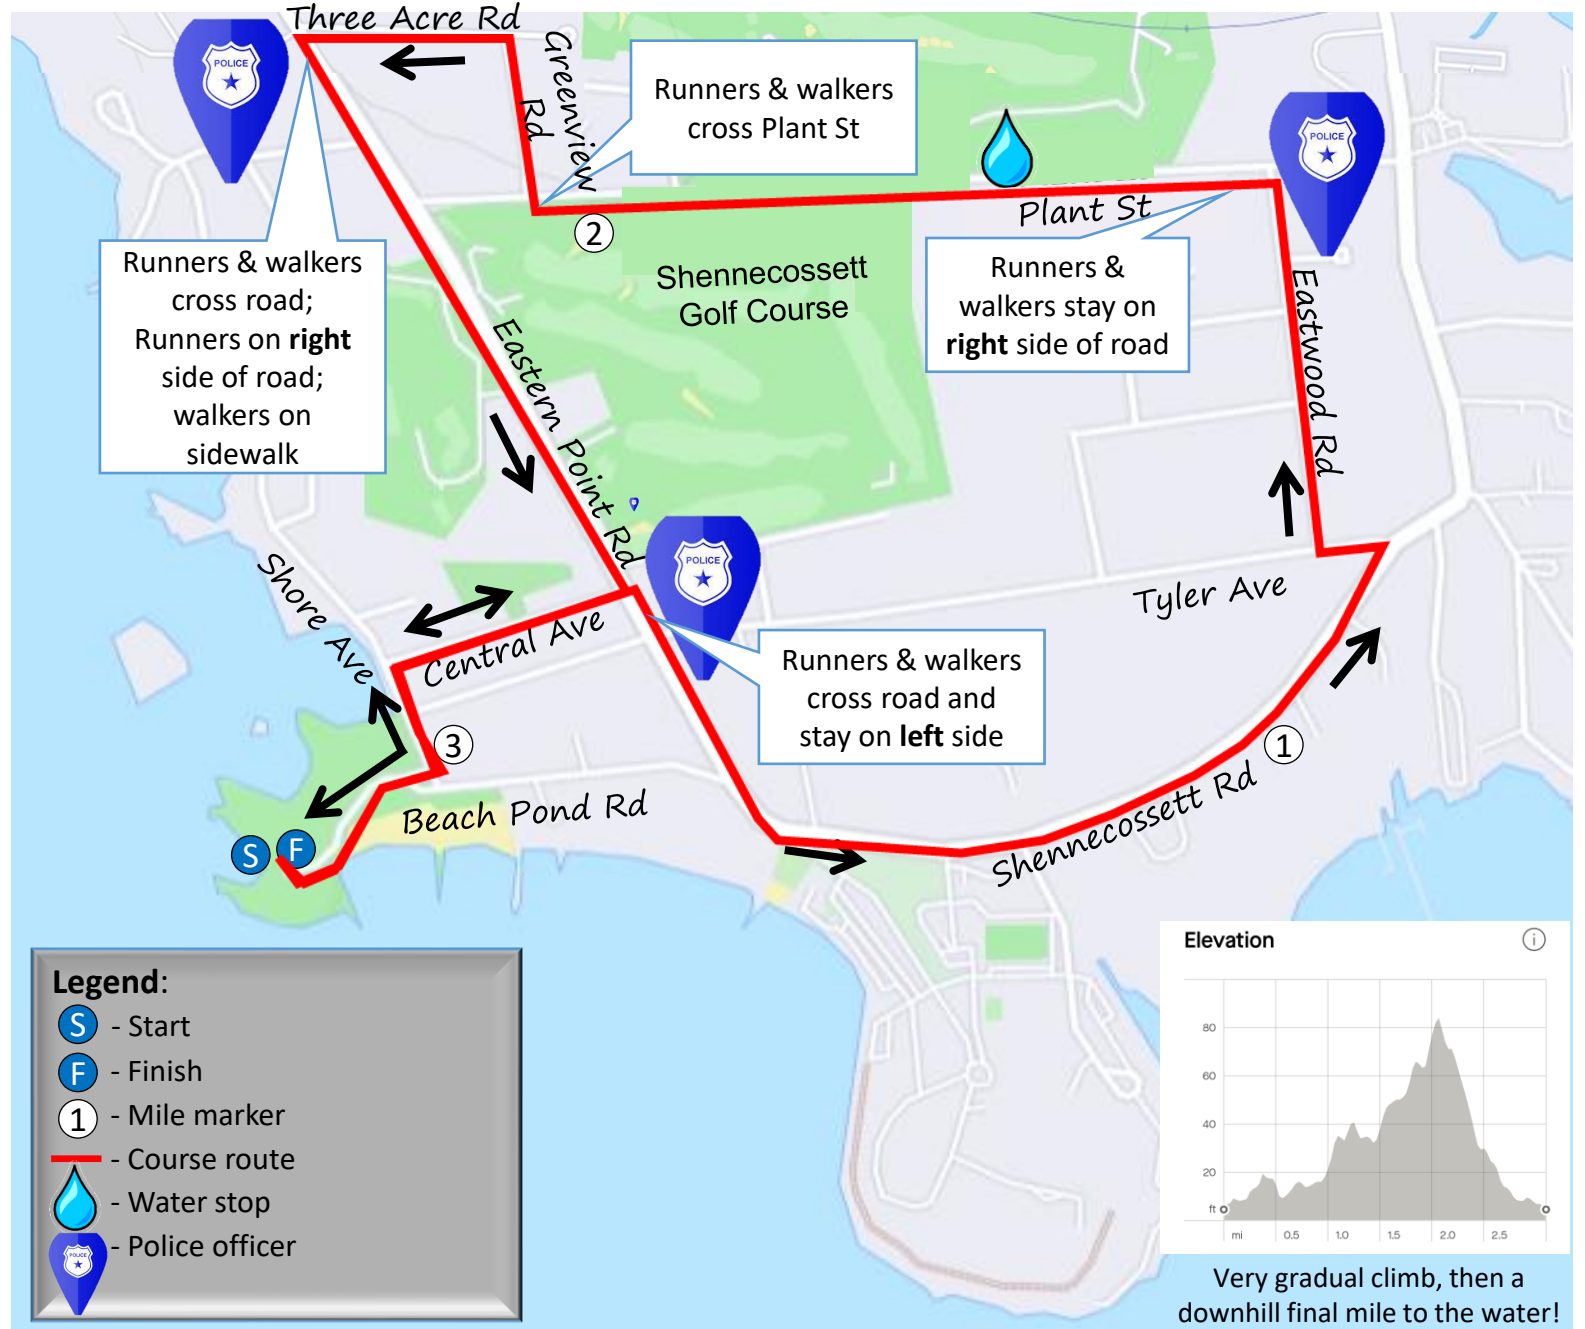 Three Acre Rd
POLICE
Greenview
Rd
Runners & walkers
cross Plant St
POLICE
Plant St
2
Runners & walkers
cross road;
Runners on right
side of road;
walkers on
sidewalk
Shennecossett
Golf Course
Runners &
walkers stay on
right side of road
Eastwood Rd
Eastern Point Rd
POLICE
Shore Ave
Central Ave
Tyler Ave
Runners & walkers
cross road and
stay on left side
3
1
Beach Pond Rd
Shennecossett Rd
S
F
Legend:
S - Start
F - Finish
1 - Mile marker
- Course route
- Water stop
POLICE - Police officer
Elevation
i
80
60
40
20
ft
mi 0.5 1.0 1.5 2.0 2.5
Very gradual climb, then a
downhill final mile to the water!